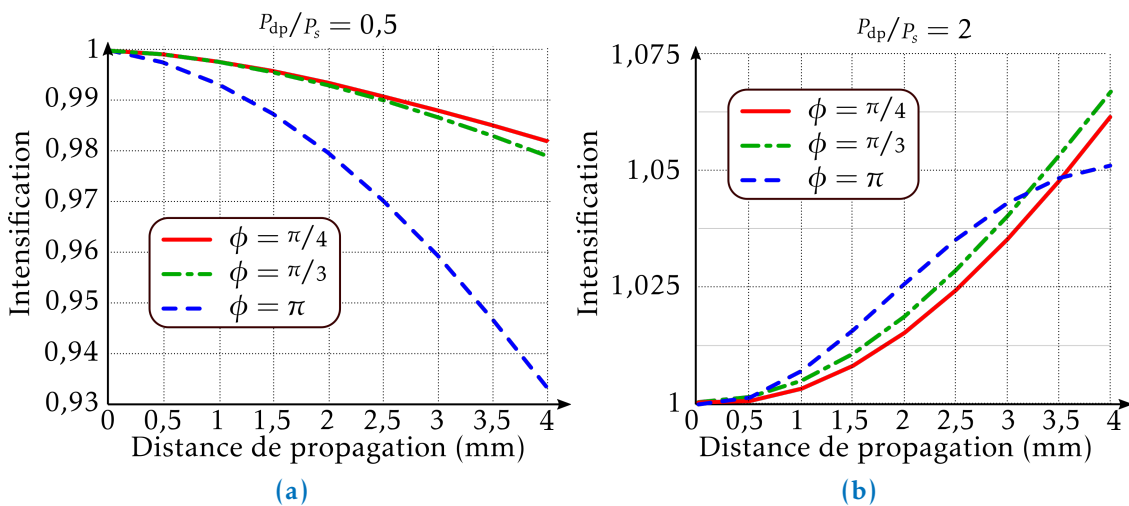 P_dp/P_s = 0,5
Intensification
1
0,99
0,98
0,97
0,96
0,95
0,94
0,93
ϕ = π/4
ϕ = π/3
ϕ = π
0 0,5 1 1,5 2 2,5 3 3,5 4
Distance de propagation (mm)
(a)
P_dp/P_s = 2
Intensification
1,075
1,05
1,025
1
ϕ = π/4
ϕ = π/3
ϕ = π
0 0,5 1 1,5 2 2,5 3 3,5 4
Distance de propagation (mm)
(b)